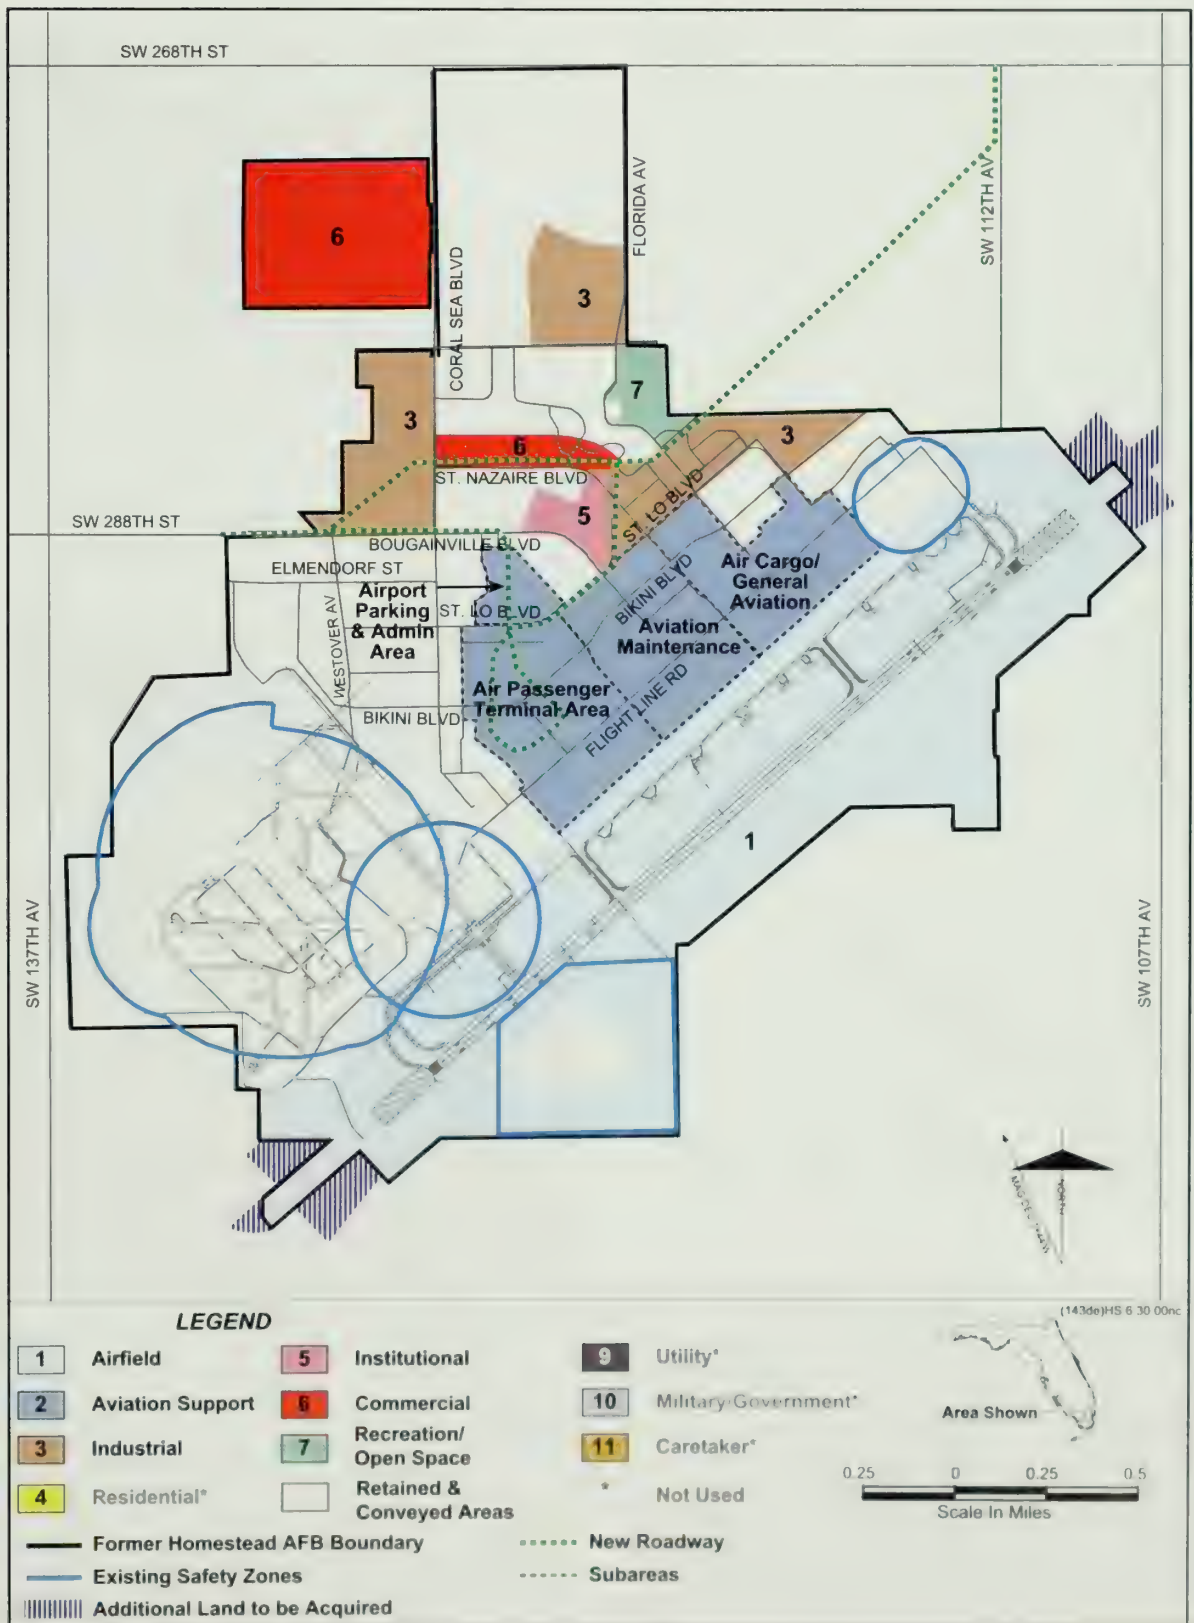 SW 268TH ST
FLORIDA AV
SW 112TH AV
6
CORAL SEA BLVD
3
7
3
6
3
ST. NAZAIRE BLVD
SW 288TH ST
5
ST. LO BLVD
BOUGAINVILLE BLVD
ELMENDORF ST
Airport
Parking
& Admin
Area
ST. LO BLVD
WESTOVER AV
BIKINI BLVD
Air Cargo/
General
Aviation
Aviation
Maintenance
Air Passenger
Terminal Area
BIKINI BLVD
FLIGHT LINE RD
1
SW 137TH AV
SW 107TH AV
NORTH
(143de)HS 6 30 00nc
LEGEND
1 Airfield
2 Aviation Support
3 Industrial
4 Residential*
5 Institutional
6 Commercial
7 Recreation/
Open Space
Retained &
Conveyed Areas
9 Utility*
10 Military/Government*
11 Caretaker*
* Not Used
Area Shown
0.25 0 0.25 0.5
Scale In Miles
Former Homestead AFB Boundary
New Roadway
Existing Safety Zones
Subareas
Additional Land to be Acquired